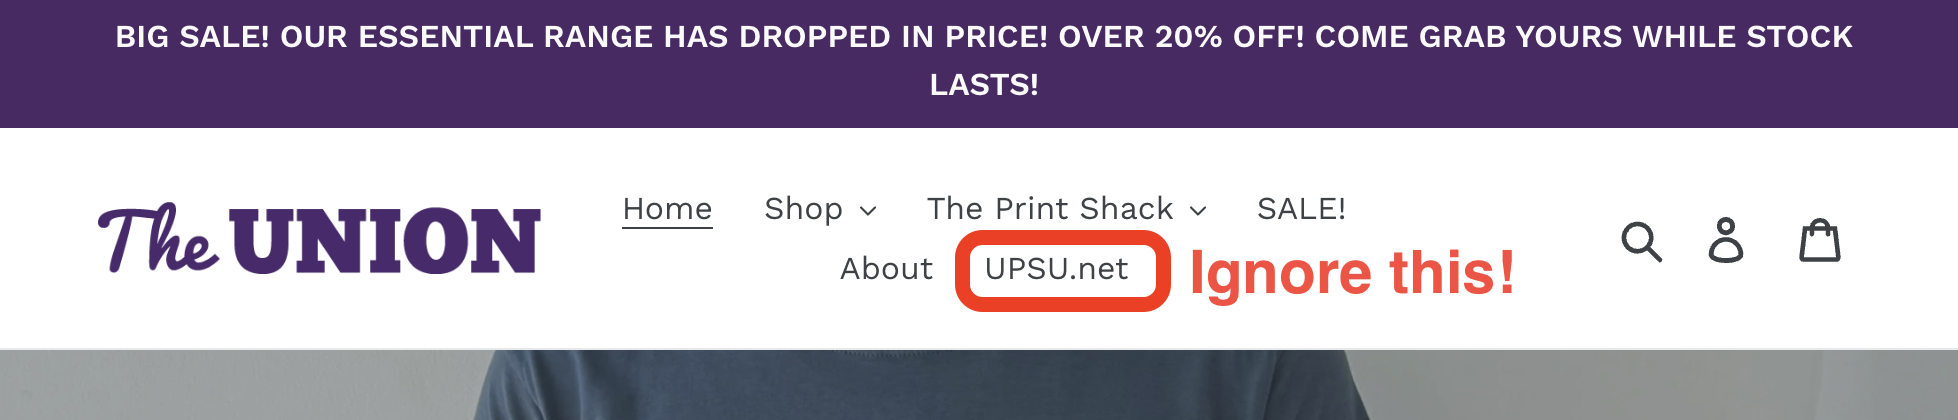 BIG SALE! OUR ESSENTIAL RANGE HAS DROPPED IN PRICE! OVER 20% OFF! COME GRAB YOURS WHILE STOCK
LASTS!
The UNION
Home Shop The Print Shack SALE!
About UPSU.net Ignore this!